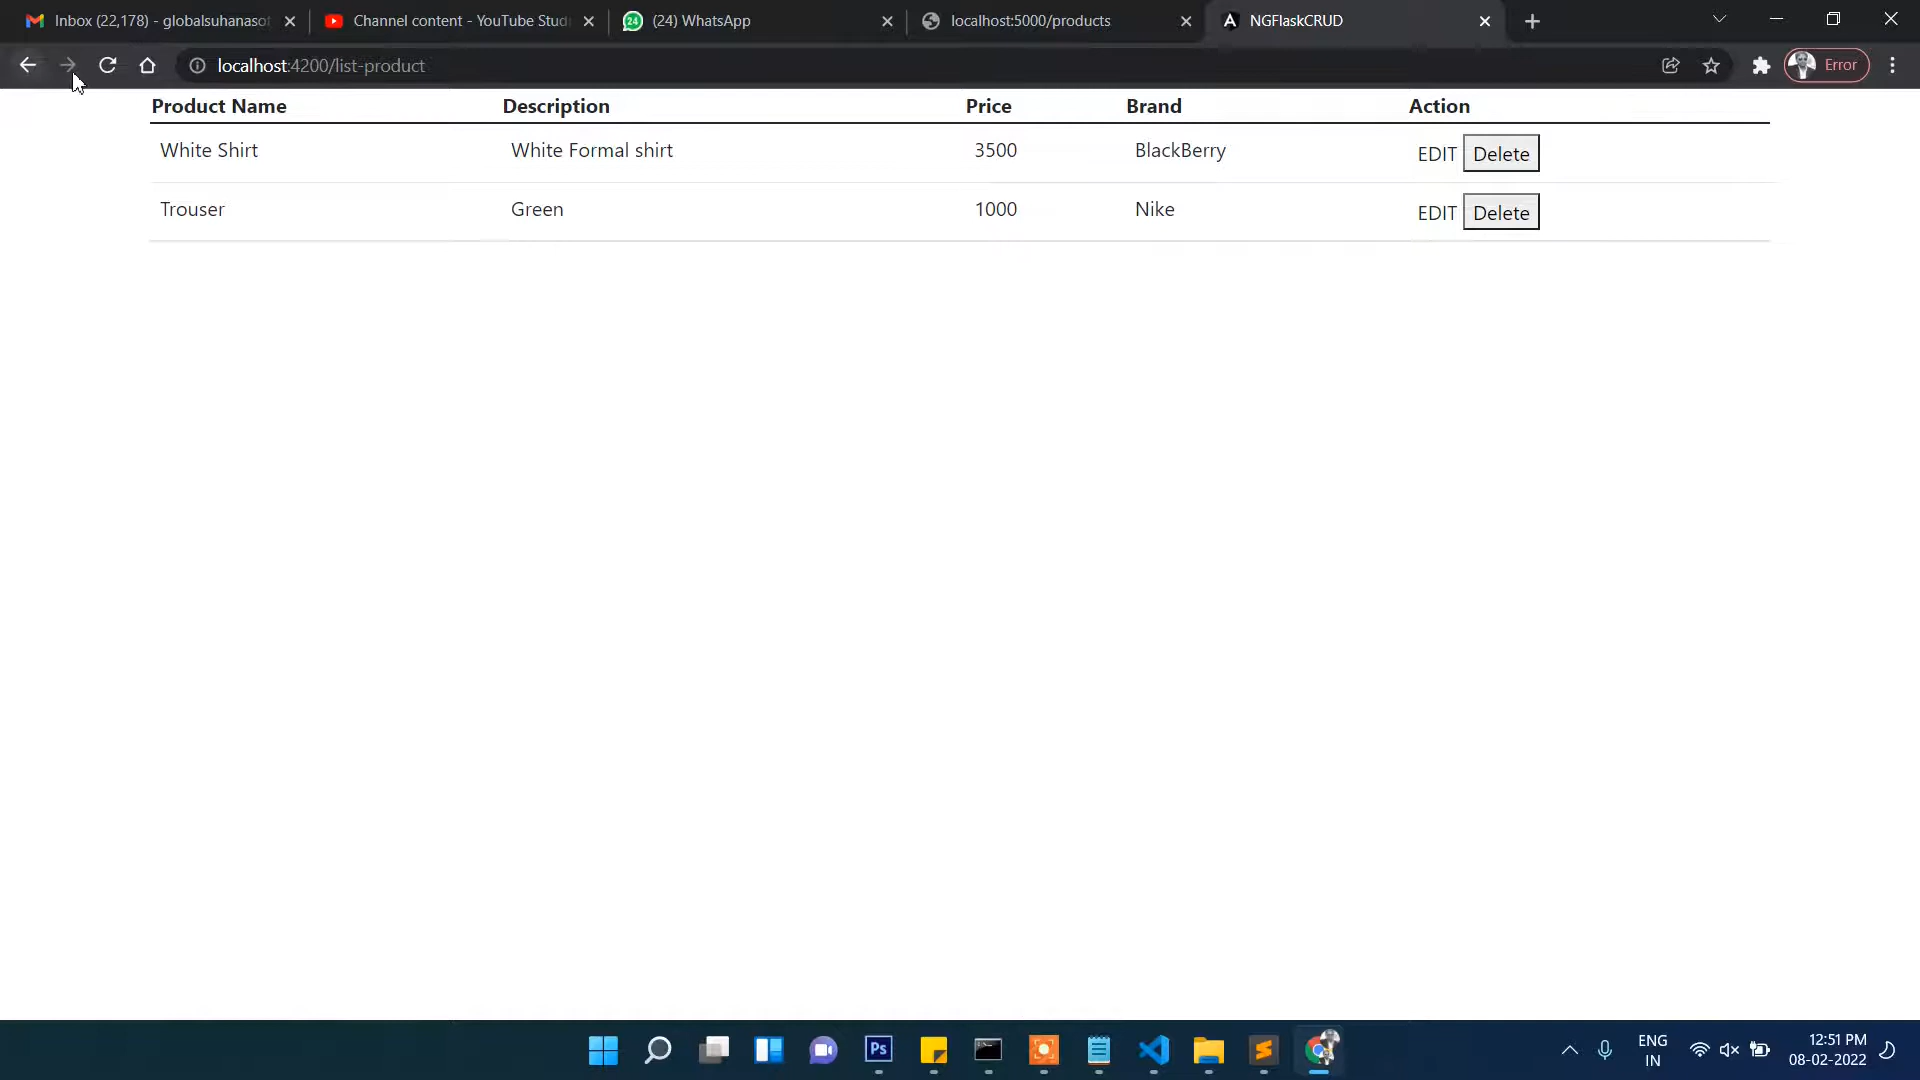 Inbox (22,178) - globalsuhanasof
Channel content - YouTube Studi
24
(24) WhatsApp
localhost:5000/products
NGFlaskCRUD
localhost:4200/list-product
Error
Product Name Description Price Brand Action
White Shirt White Formal shirt 3500 BlackBerry EDIT Delete
Trouser Green 1000 Nike EDIT Delete
Ps
ENG
IN
12:51 PM
08-02-2022